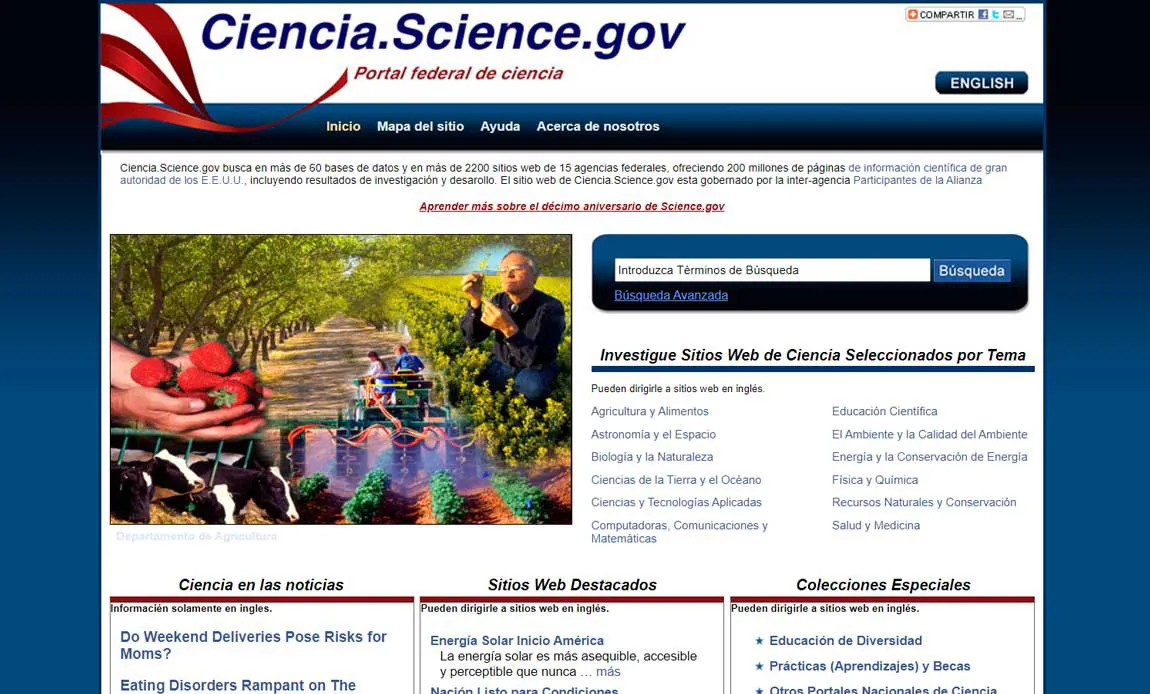 Ciencia.Science.gov
Portal federal de ciencia
COMPARTIR
ENGLISH
Inicio Mapa del sitio Ayuda Acerca de nosotros
Ciencia.Science.gov busca en más de 60 bases de datos y en más de 2200 sitios web de 15 agencias federales, ofreciendo 200 millones de páginas de información científica de gran
autoridad de los E.E.U.U., incluyendo resultados de investigación y desarollo. El sitio web de Ciencia.Science.gov esta gobernado por la inter-agencia Participantes de la Alianza
Aprender más sobre el décimo aniversario de Science.gov
Introduzca Tèrminos de Búsqueda
Búsqueda
Búsqueda Avanzada
Investigue Sitios Web de Ciencia Seleccionados por Tema
Pueden dirigirle a sitios web en inglés.
Agricultura y Alimentos
Astronomía y el Espacio
Biología y la Naturaleza
Ciencias de la Tierra y el Océano
Ciencias y Tecnologías Aplicadas
Computadoras, Comunicaciones y
Matemáticas
Educación Científica
El Ambiente y la Calidad del Ambiente
Energía y la Conservación de Energía
Física y Química
Recursos Naturales y Conservación
Salud y Medicina
Departamento de Agricultura
Ciencia en las noticias
Informacién solamente en ingles.
Do Weekend Deliveries Pose Risks for
Moms?
Eating Disorders Rampant on The
Sitios Web Destacados
Pueden dirigirle a sitios web en inglés.
Energía Solar Inicio América
La energía solar es más asequible, accesible
y perceptible que nunca … más
Nación Listo para Condiciones
Colecciones Especiales
Pueden dirigirle a sitios web en inglés.
Educación de Diversidad
Prácticas (Aprendizajes) y Becas
Otros Portales Nacionales de Ciencia